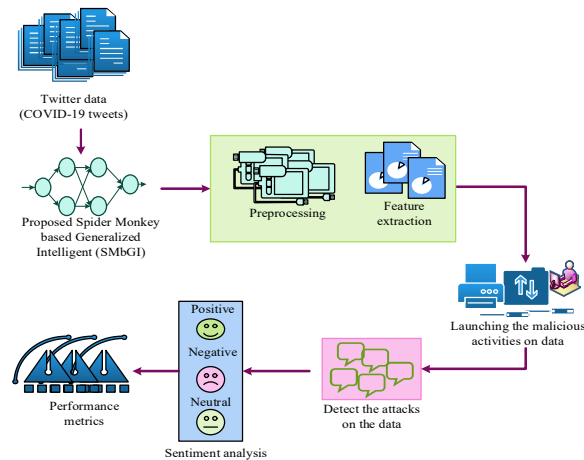 Twitter data
(COVID-19 tweets)
Proposed Spider Monkey
based Generalized
Intelligent (SMbGI)
Preprocessing
Feature
extraction
Launching the malicious
activities on data
Detect the attacks
on the data
Positive
Negative
Neutral
Sentiment analysis
Performance
metrics